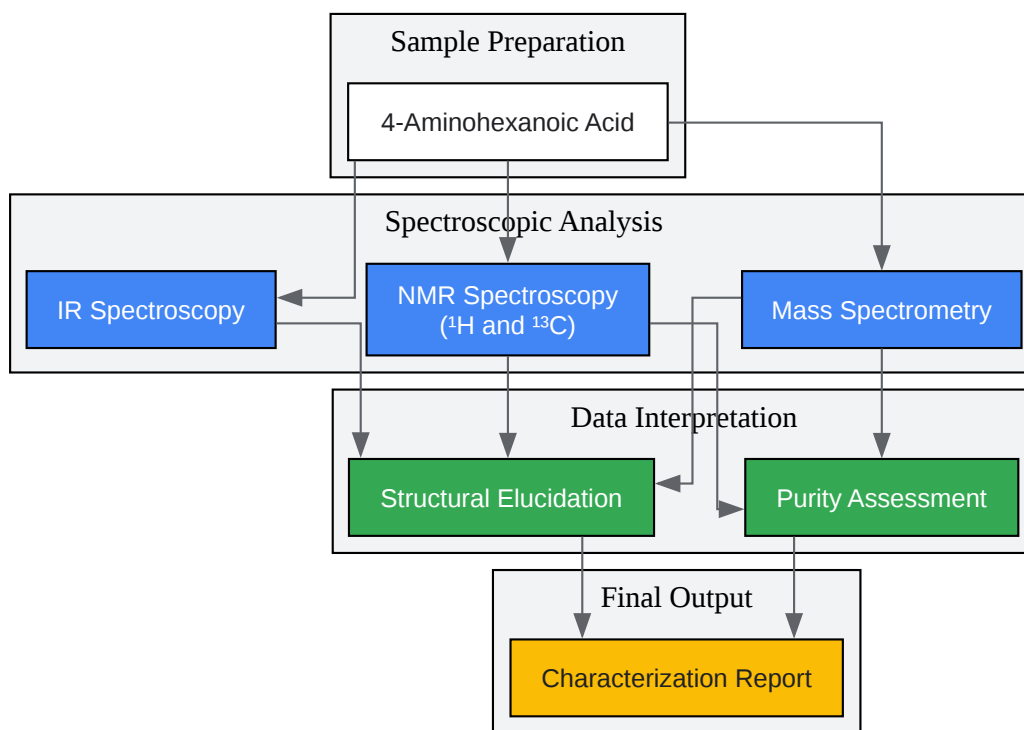 Sample Preparation
4-Aminohexanoic Acid
Spectroscopic Analysis
IR Spectroscopy
NMR Spectroscopy
(¹H and ¹³C)
Mass Spectrometry
Data Interpretation
Structural Elucidation
Purity Assessment
Final Output
Characterization Report